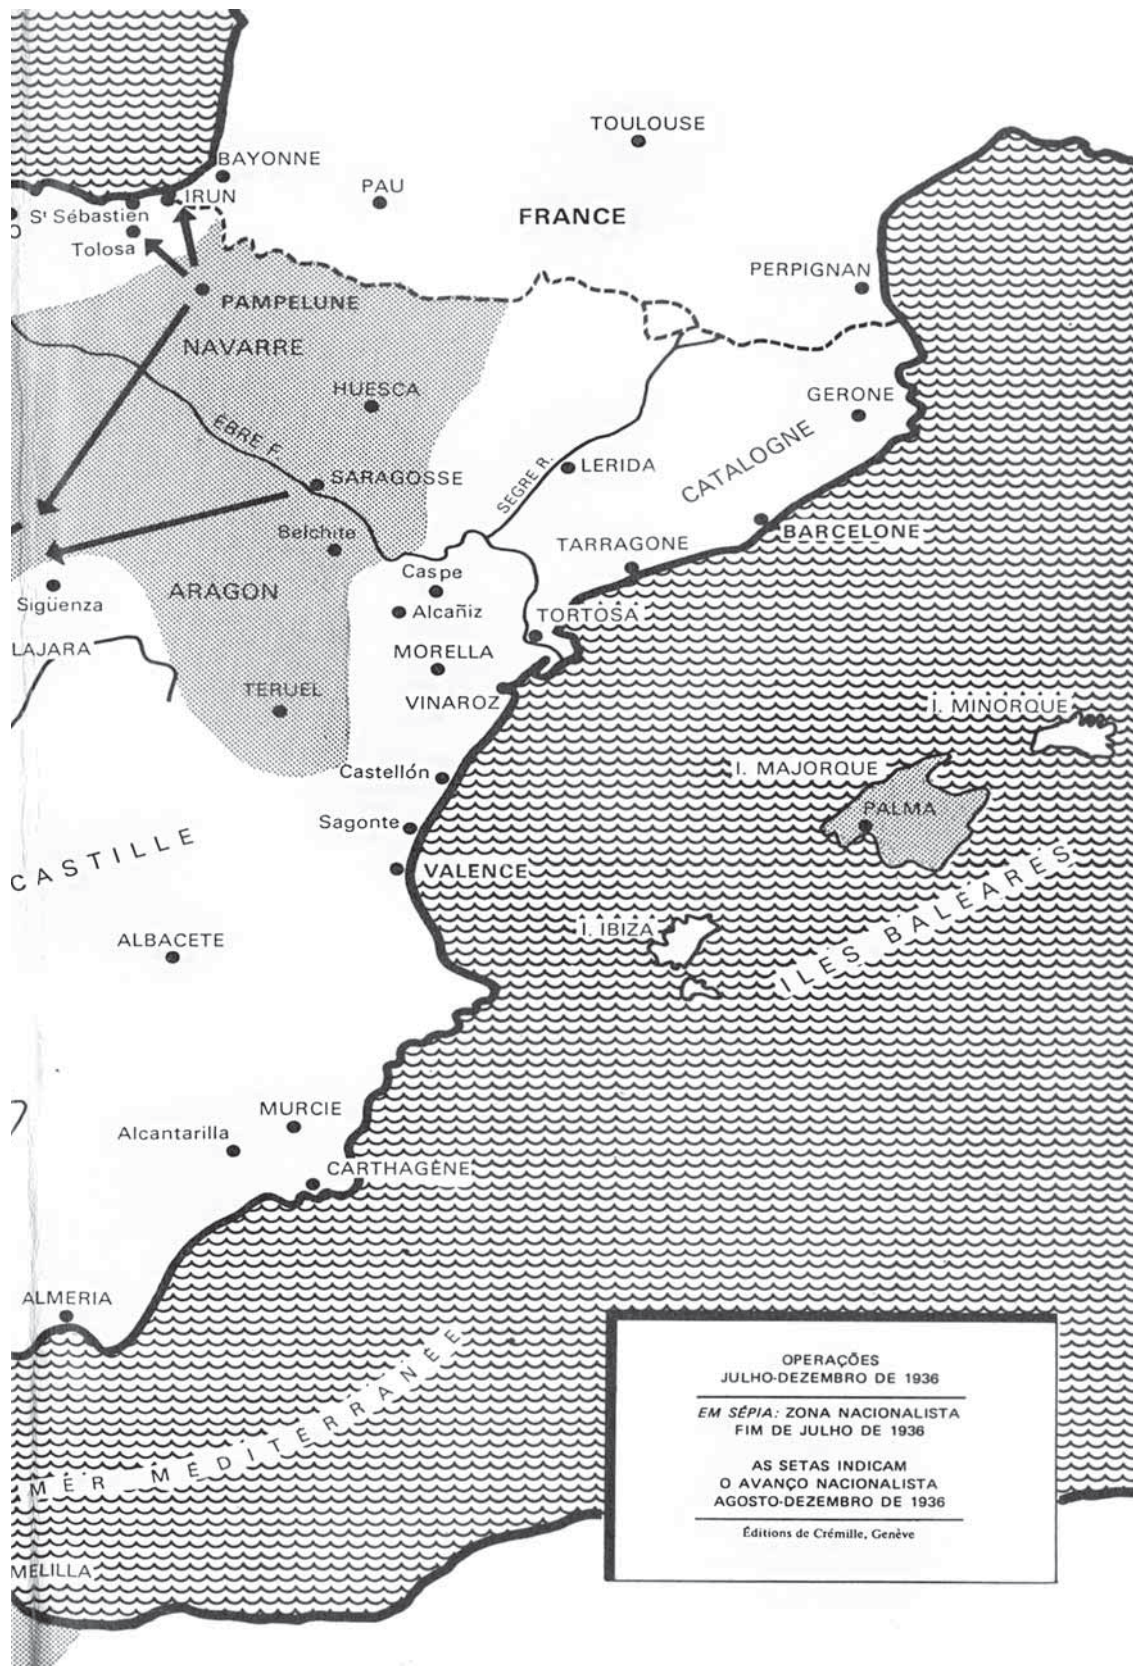 TOULOUSE
BAYONNE
PAU
IRUN
St Sébastien
FRANCE
O
Tolosa
PERPIGNAN
PAMPELUNE
NAVARRE
HUESCA
GERONE
ÈBRE F.
CATALOGNE
LERIDA
SARAGOSSE
SEGRE R.
Belchite
BARCELONE
TARRAGONE
Caspe
ARAGON
Sigüenza
Alcañiz
TORTOSA
LAJARA
MORELLA
TERUEL
VINAROZ
I. MINORQUE
Castellón
I. MAJORQUE
PALMA
Sagonte
CASTILLE
VALENCE
ILES BALÉARES
I. IBIZA
ALBACETE
MURCIE
Alcantarilla
CARTHAGÈNE
ALMERIA
MER MÉDITERRANÉE
MELILLA
OPERAÇÕES
JULHO-DEZEMBRO DE 1936
EM SÉPIA: ZONA NACIONALISTA
FIM DE JULHO DE 1936
AS SETAS INDICAM
O AVANÇO NACIONALISTA
AGOSTO-DEZEMBRO DE 1936
Éditions de Crémille, Genève